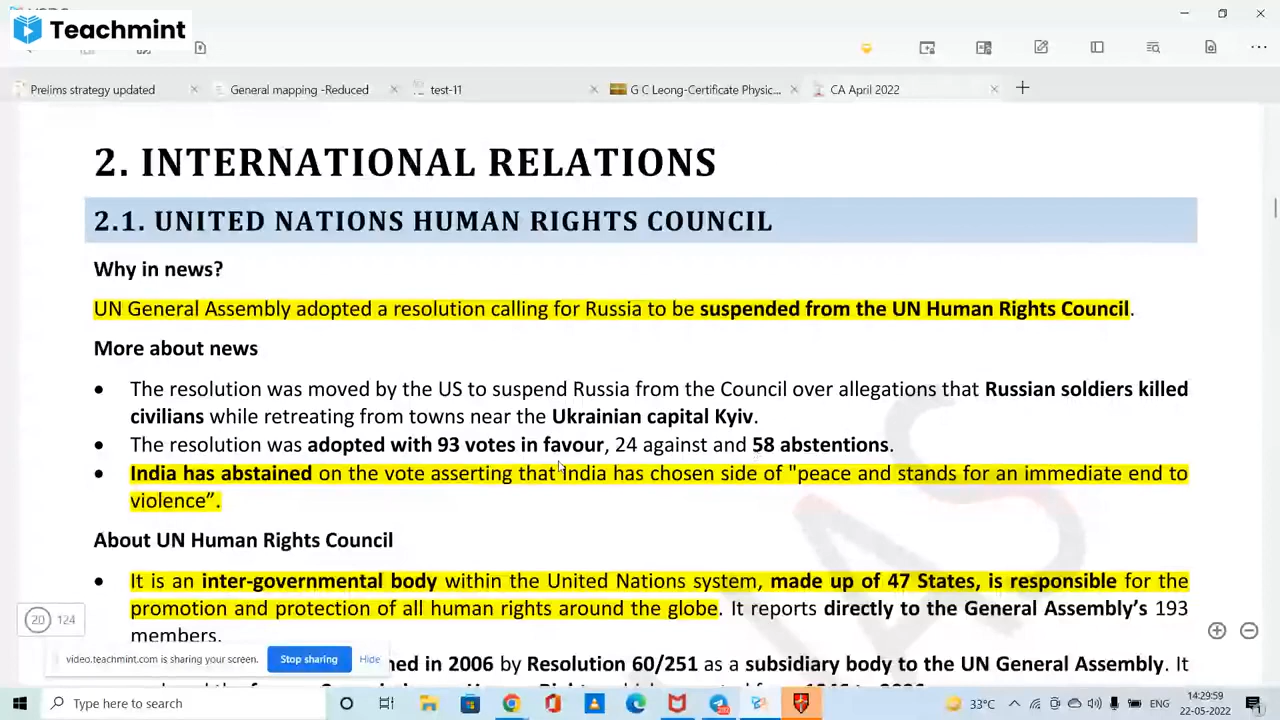 Teachmint
Prelims strategy updated
General mapping -Reduced
test-11
G C Leong-Certificate Physic...
CA April 2022
2. INTERNATIONAL RELATIONS
2.1. UNITED NATIONS HUMAN RIGHTS COUNCIL
Why in news?
UN General Assembly adopted a resolution calling for Russia to be suspended from the UN Human Rights Council.
More about news
• The resolution was moved by the US to suspend Russia from the Council over allegations that Russian soldiers killed
civilians while retreating from towns near the Ukrainian capital Kyiv.
• The resolution was adopted with 93 votes in favour, 24 against and 58 abstentions.
• India has abstained on the vote asserting that India has chosen side of "peace and stands for an immediate end to
violence”.
About UN Human Rights Council
• It is an inter-governmental body within the United Nations system, made up of 47 States, is responsible for the
promotion and protection of all human rights around the globe. It reports directly to the General Assembly’s 193
members.
20 124
video.teachmint.com is sharing your screen. Stop sharing Hide
in 2006 by Resolution 60/251 as a subsidiary body to the UN General Assembly. It
Type here to search
33°C
ENG
14:29:59
22-05-2022